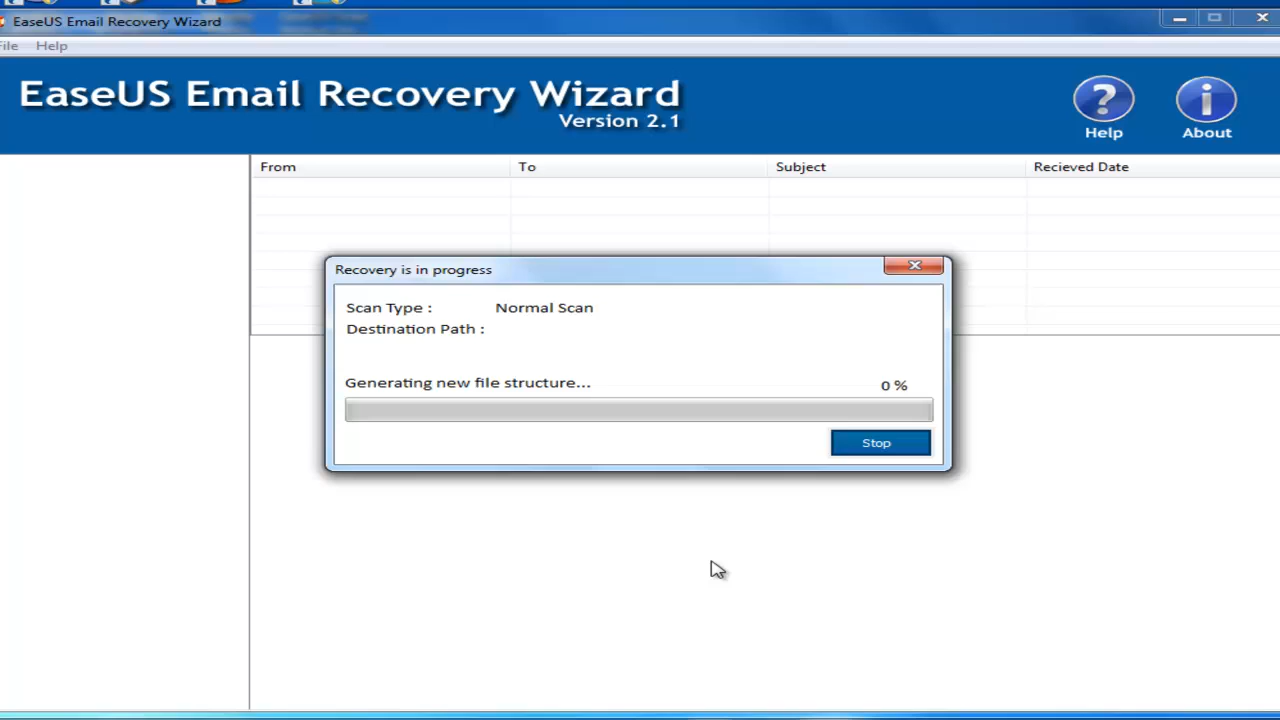 EaseUS Email Recovery Wizard
File Help
EaseUS Email Recovery Wizard
Version 2.1
Help About
From To Subject Recieved Date
Recovery is in progress
Scan Type : Normal Scan
Destination Path :
Generating new file structure... 0 %
Stop